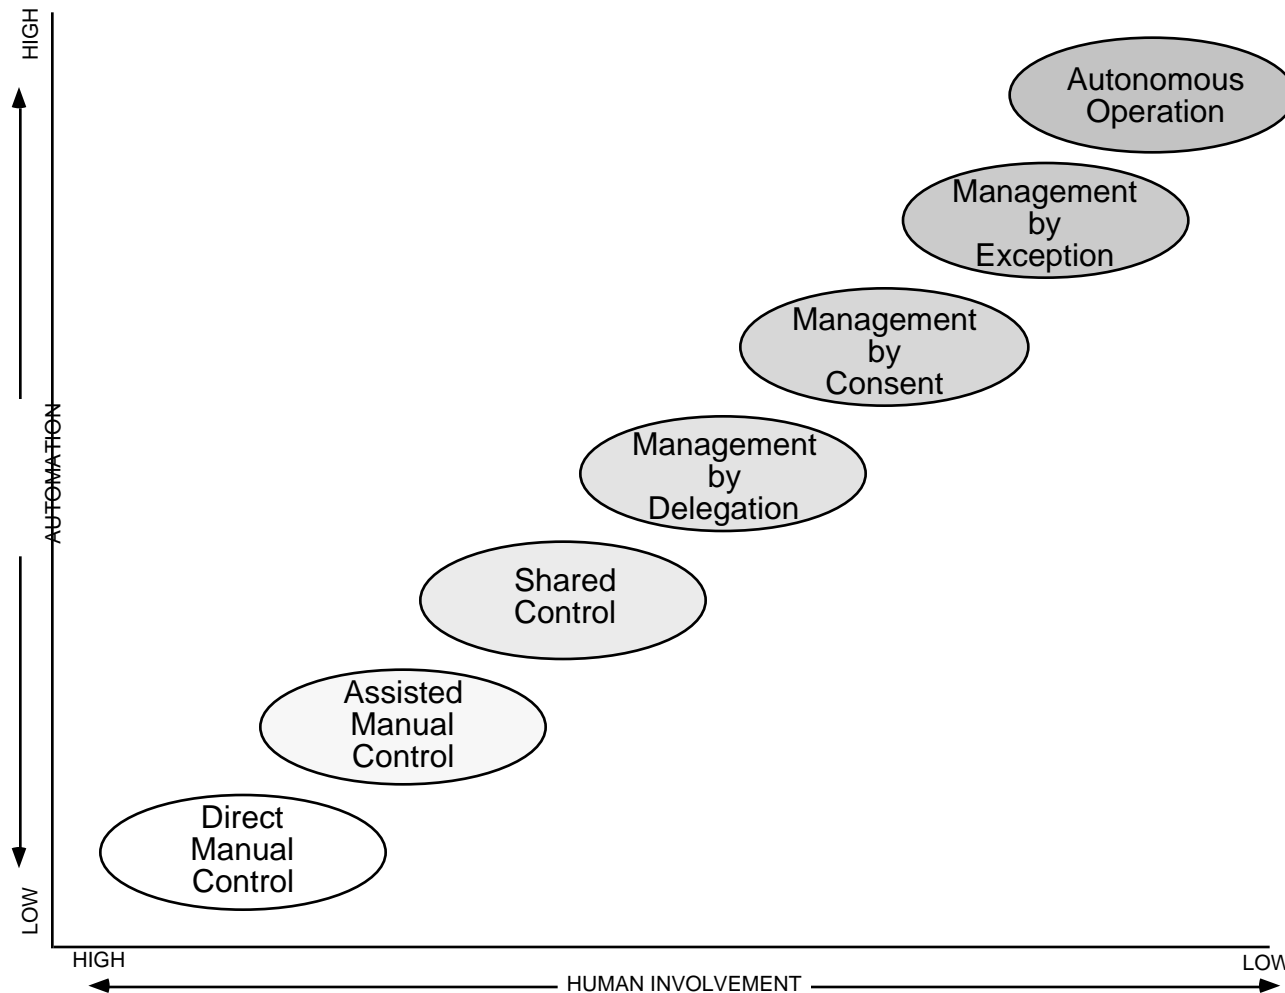 HIGH
Autonomous
Operation
Management
by
Exception
Management
by
Consent
AUTOMATION
Management
by
Delegation
Shared
Control
Assisted
Manual
Control
Direct
Manual
Control
LOW
HIGH
LOW
HUMAN INVOLVEMENT